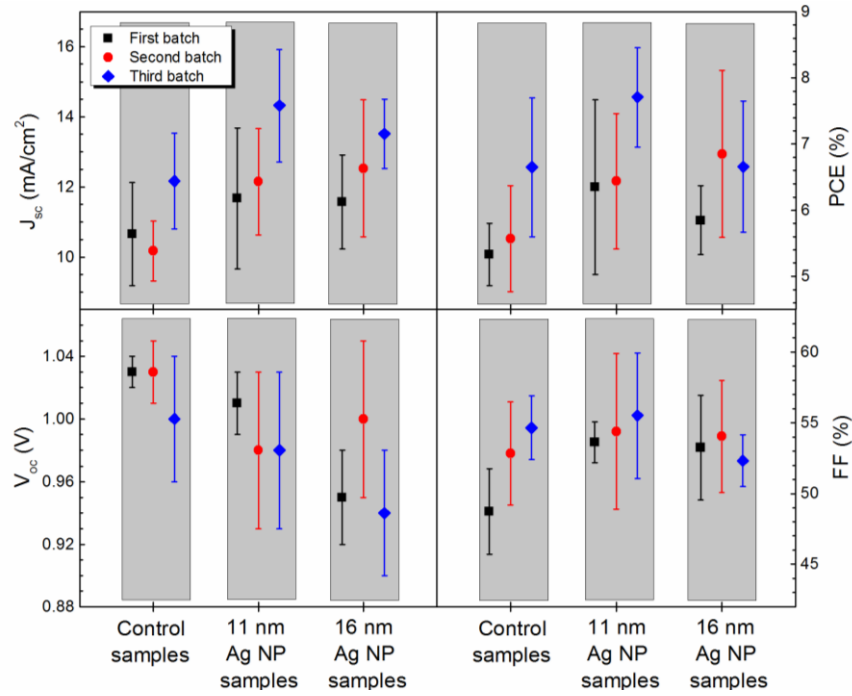 First batch
Second batch
Third batch
J_sc (mA/cm²)
16
14
12
10
PCE (%)
9
8
7
6
5
V_oc (V)
1.04
1.00
0.96
0.92
0.88
FF (%)
60
55
50
45
Control
samples
11 nm
Ag NP
samples
16 nm
Ag NP
samples
Control
samples
11 nm
Ag NP
samples
16 nm
Ag NP
samples